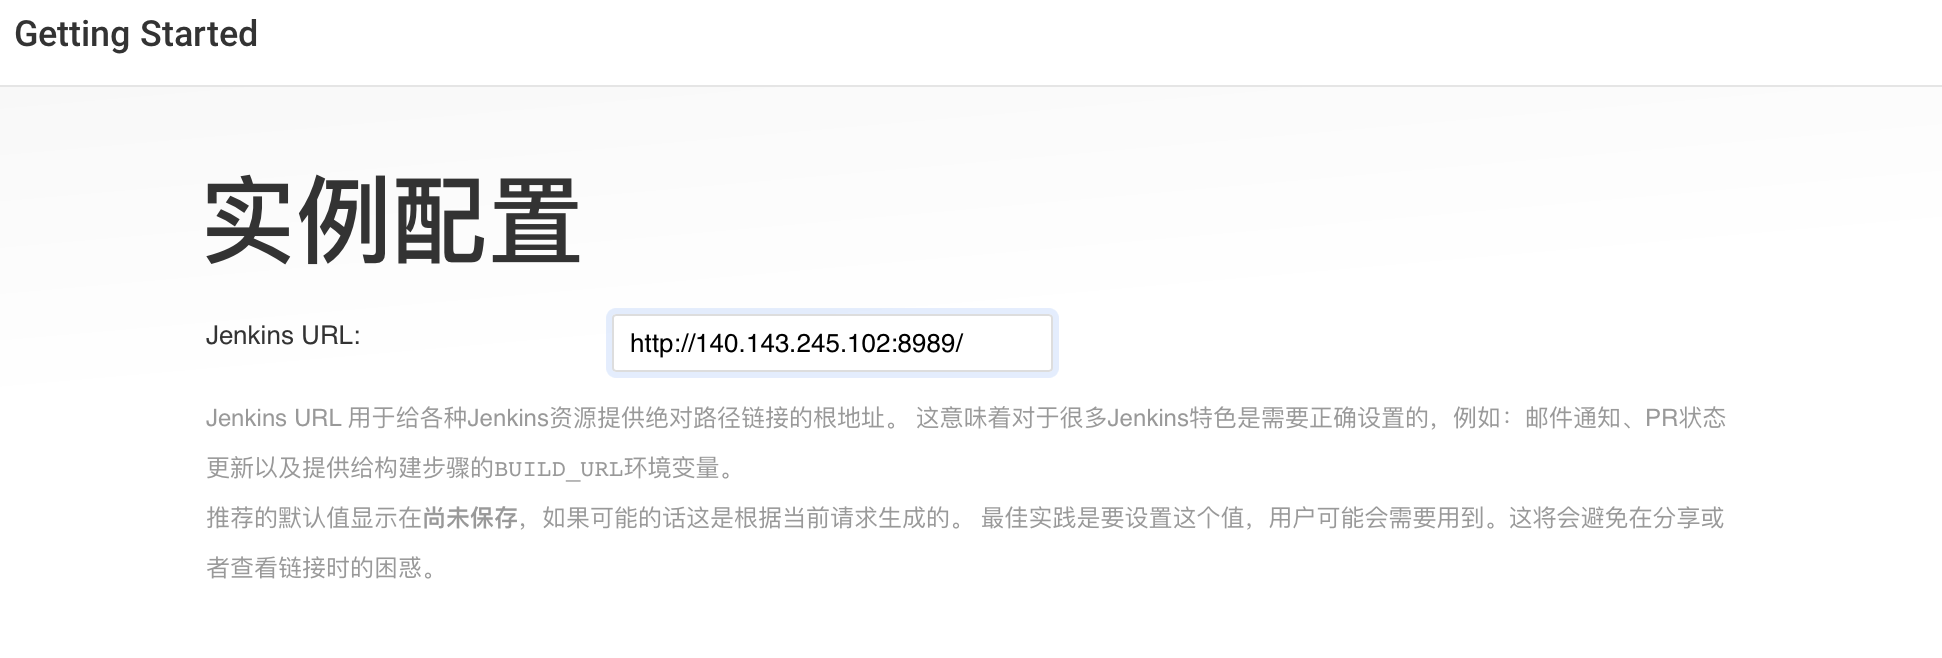 Getting Started
实例配置
Jenkins URL:
http://140.143.245.102:8989/
Jenkins URL 用于给各种Jenkins资源提供绝对路径链接的根地址。 这意味着对于很多Jenkins特色是需要正确设置的，例如：邮件通知、PR状态
更新以及提供给构建步骤的BUILD_URL环境变量。
推荐的默认值显示在尚未保存，如果可能的话这是根据当前请求生成的。 最佳实践是要设置这个值，用户可能会需要用到。这将会避免在分享或
者查看链接时的困惑。